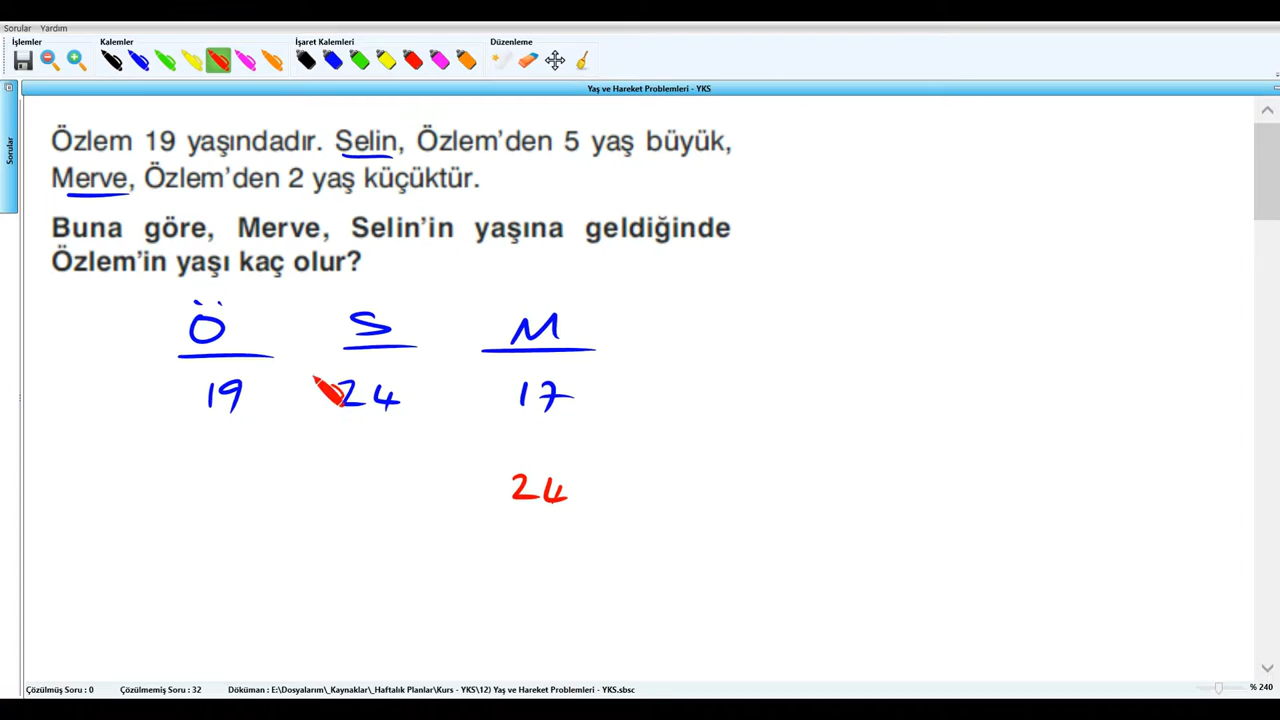 Sorular Yardım
İşlemler Kalemler İşaret Kalemleri Düzenleme
Yaş ve Hareket Problemleri - YKS
Sorular
Özlem 19 yaşındadır. Selin, Özlem'den 5 yaş büyük,
Merve, Özlem'den 2 yaş küçüktür.
Buna göre, Merve, Selin'in yaşına geldiğinde
Özlem'in yaşı kaç olur?
Ö S M
19 24 17
24
Çözülmüş Soru : 0 Çözülmemiş Soru : 32 Döküman : E:\Dosyalarım\_Kaynaklar\_Haftalık Planlar\Kurs - YKS\12) Yaş ve Hareket Problemleri - YKS.sbsc % 240